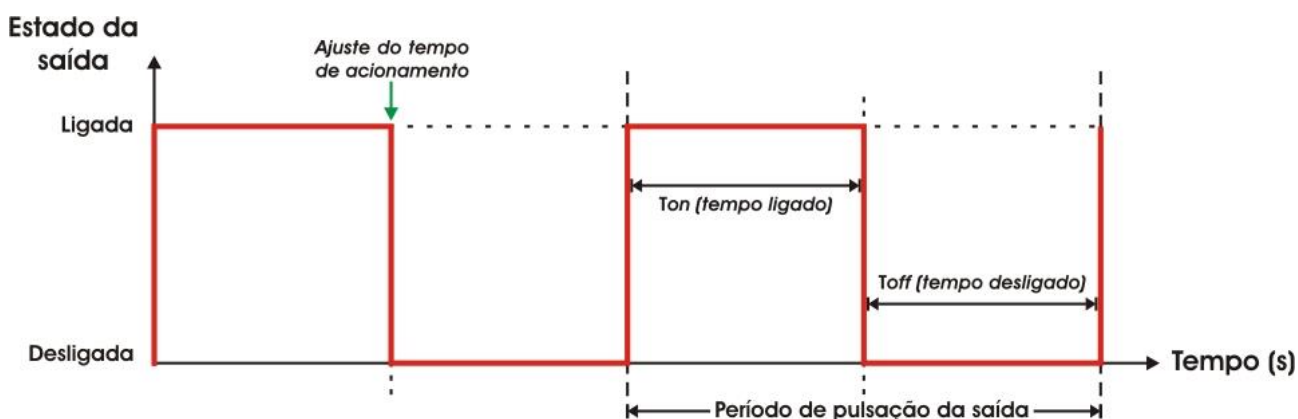 Estado da
saída
Ajuste do tempo
de acionamento
Ligada
Ton (tempo ligado)
Toff (tempo desligado)
Desligada
Tempo (s)
Período de pulsação da saída